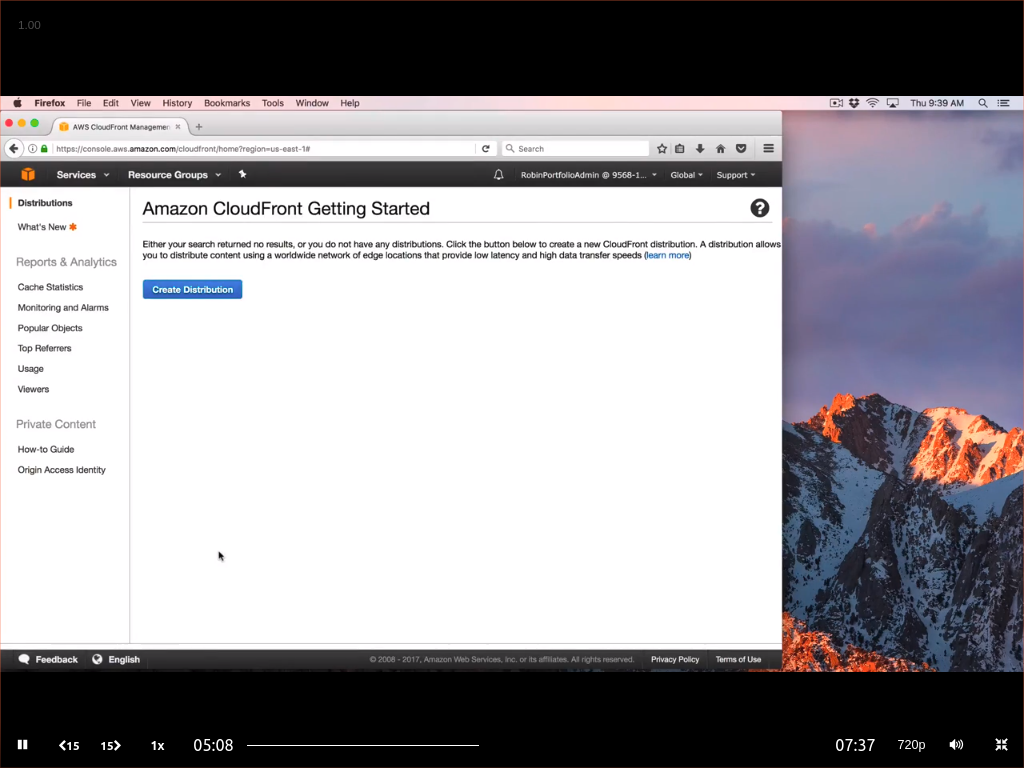 1.00
Firefox File Edit View History Bookmarks Tools Window Help
Thu 9:39 AM
AWS CloudFront Managemen
https://console.aws.amazon.com/cloudfront/home?region=us-east-1#
Search
Services
Resource Groups
RobinPortfolioAdmin @ 9568-1...
Global
Support
Distributions
What's New
Reports & Analytics
Cache Statistics
Monitoring and Alarms
Popular Objects
Top Referrers
Usage
Viewers
Private Content
How-to Guide
Origin Access Identity
Amazon CloudFront Getting Started
?
Either your search returned no results, or you do not have any distributions. Click the button below to create a new CloudFront distribution. A distribution allows
you to distribute content using a worldwide network of edge locations that provide low latency and high data transfer speeds (learn more)
Create Distribution
Feedback
English
© 2008 - 2017, Amazon Web Services, Inc. or its affiliates. All rights reserved.
Privacy Policy
Terms of Use
15
15
1x
05:08
07:37
720p